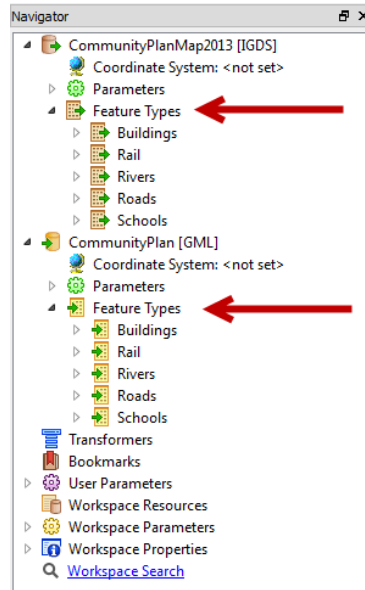 Navigator
CommunityPlanMap2013 [IGDS]
Coordinate System: <not set>
Parameters
Feature Types
Buildings
Rail
Rivers
Roads
Schools
CommunityPlan [GML]
Coordinate System: <not set>
Parameters
Feature Types
Buildings
Rail
Rivers
Roads
Schools
Transformers
Bookmarks
User Parameters
Workspace Resources
Workspace Parameters
Workspace Properties
Workspace Search